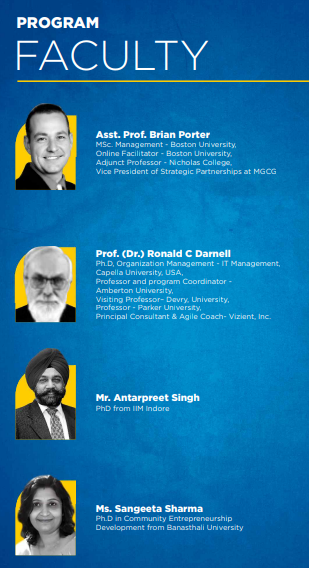 PROGRAM
FACULTY
Asst. Prof. Brian Porter
MSc. Management - Boston University,
Online Facilitator - Boston University,
Adjunct Professor - Nicholas College,
Vice President of Strategic Partnerships at MGCG
Prof. (Dr.) Ronald C Darnell
Ph.D, Organization Management - IT Management,
Capella University, USA,
Professor and program Coordinator -
Amberton University,
Visiting Professor- Devry, University,
Professor - Parker University,
Principal Consultant & Agile Coach- Vizient, Inc.
Mr. Antarpreet Singh
PhD from IIM Indore
Ms. Sangeeta Sharma
Ph.D in Community Entrepreneurship
Development from Banasthali University